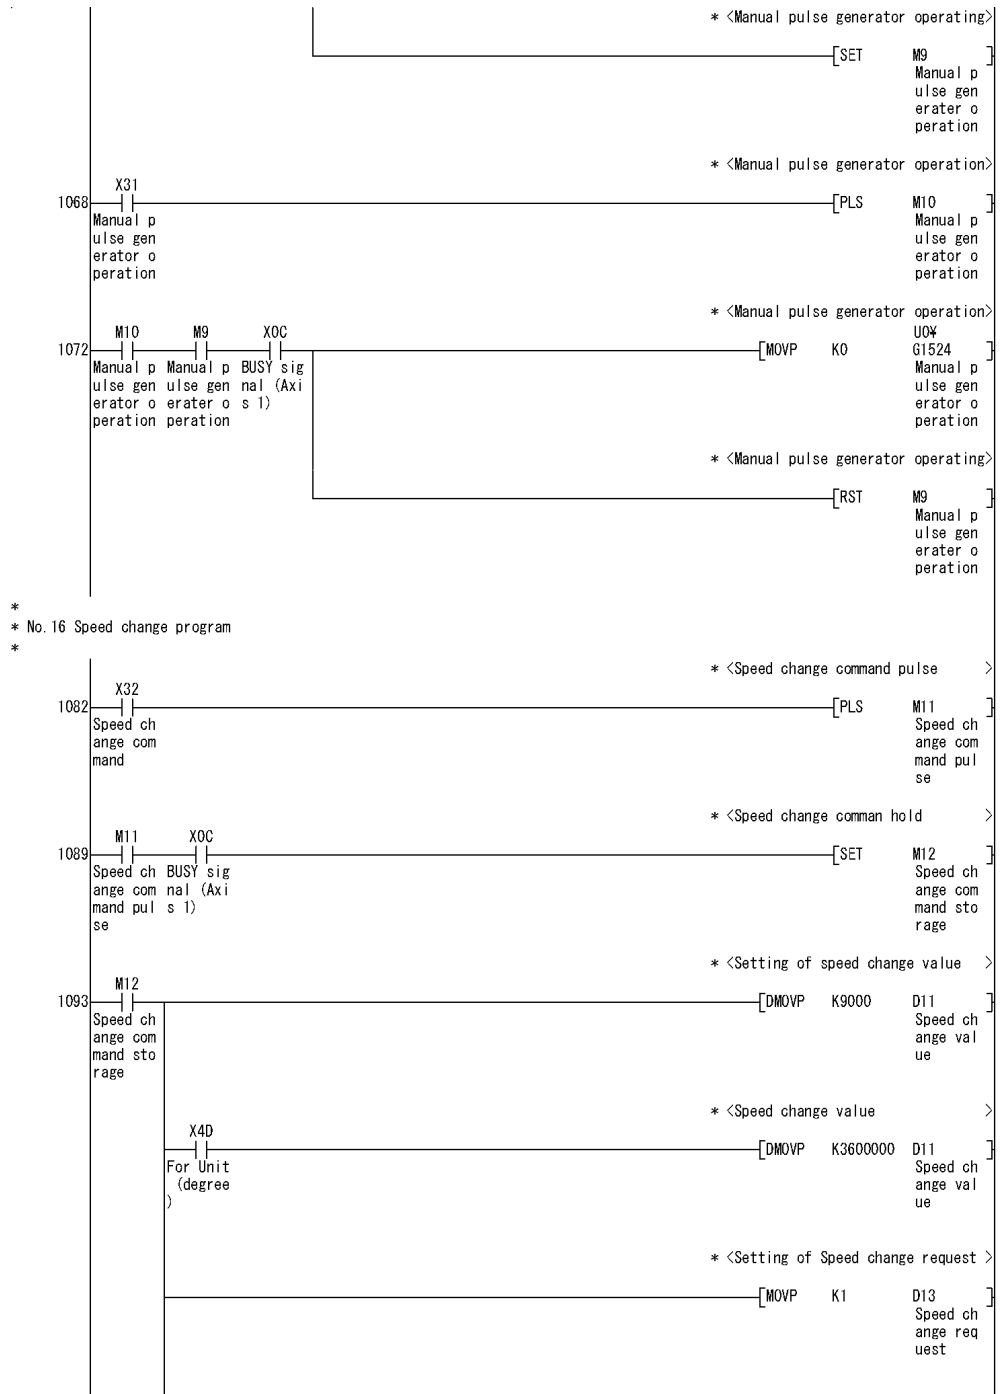 * <Manual pulse generator operating>
SET M9
Manual p
ulse gen
erater o
peration
* <Manual pulse generator operation>
X31
1068 PLS M10
Manual p Manual p
ulse gen ulse gen
erator o erator o
peration peration
* <Manual pulse generator operation>
M10 M9 X0C U0¥
1072 MOVP K0 G1524
Manual p Manual p BUSY sig Manual p
ulse gen ulse gen nal (Axi ulse gen
erator o erater o s 1) erator o
peration peration peration
* <Manual pulse generator operating>
RST M9
Manual p
ulse gen
erater o
peration
*
* No.16 Speed change program
*
* <Speed change command pulse >
X32
1082 PLS M11
Speed ch Speed ch
ange com ange com
mand mand pul
se
* <Speed change comman hold >
M11 X0C
1089 SET M12
Speed ch BUSY sig Speed ch
ange com nal (Axi ange com
mand pul s 1) mand sto
se rage
* <Setting of speed change value >
M12
1093 DMOVP K9000 D11
Speed ch Speed ch
ange com ange val
mand sto ue
rage
* <Speed change value >
X4D
DMOVP K3600000 D11
For Unit Speed ch
(degree ange val
) ue
* <Setting of Speed change request >
MOVP K1 D13
Speed ch
ange req
uest